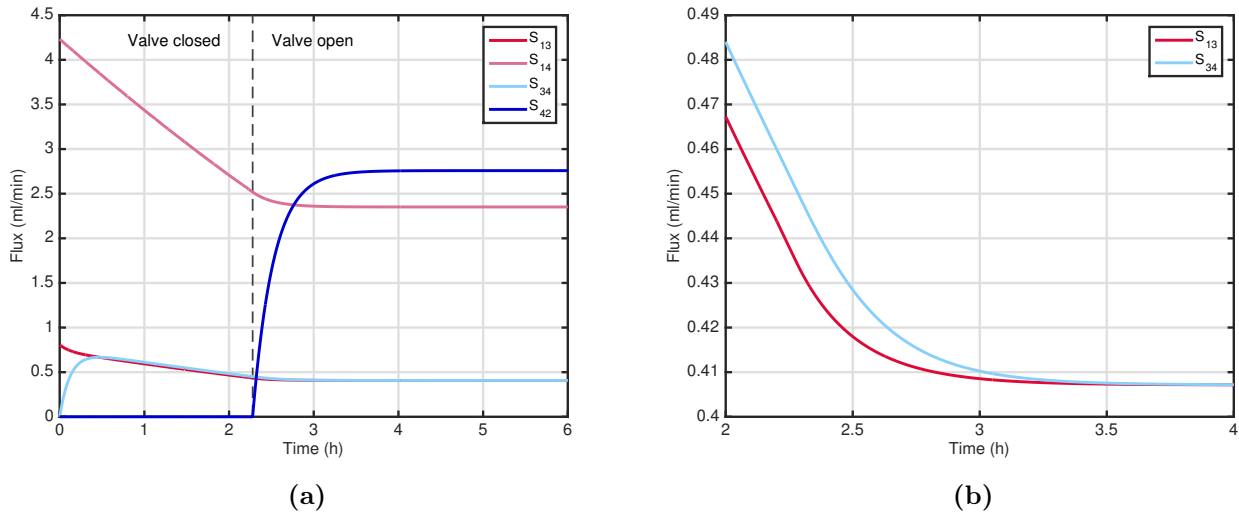 Valve closed
Valve open
S13
S14
S34
S42
Flux (ml/min)
4.5
4
3.5
3
2.5
2
1.5
1
0.5
0
0 1 2 3 4 5 6
Time (h)
(a)
S13
S34
Flux (ml/min)
0.49
0.48
0.47
0.46
0.45
0.44
0.43
0.42
0.41
0.4
2 2.5 3 3.5 4
Time (h)
(b)